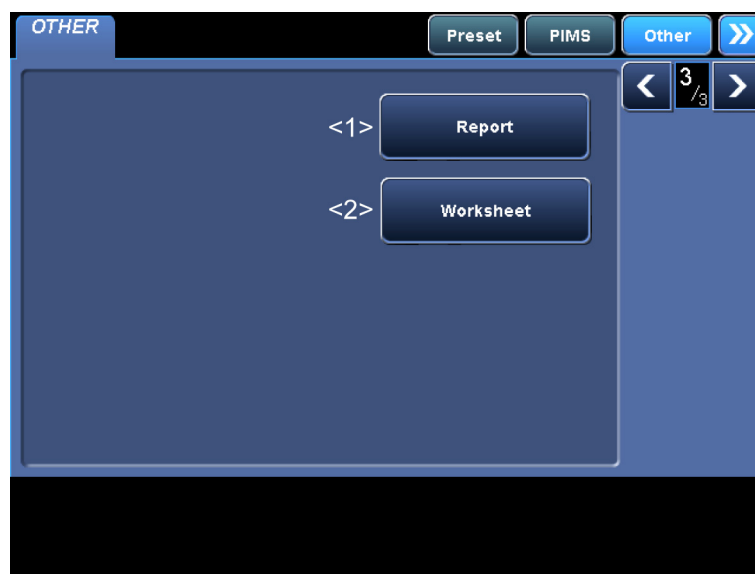 OTHER
Preset PIMS Other »
< 3/3 >
<1> Report
<2> Worksheet